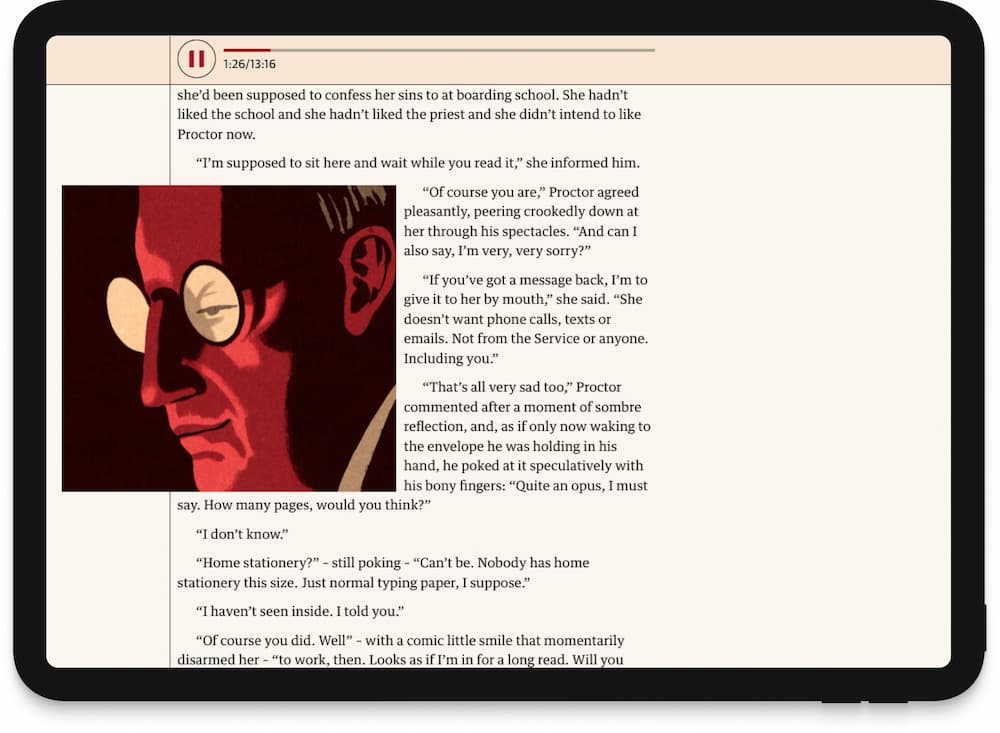 1:26/13:16
she’d been supposed to confess her sins to at boarding school. She hadn’t
liked the school and she hadn’t liked the priest and she didn’t intend to like
Proctor now.
“I’m supposed to sit here and wait while you read it,” she informed him.
“Of course you are,” Proctor agreed
pleasantly, peering crookedly down at
her through his spectacles. “And can I
also say, I’m very, very sorry?”
“If you’ve got a message back, I’m to
give it to her by mouth,” she said. “She
doesn’t want phone calls, texts or
emails. Not from the Service or anyone.
Including you.”
“That’s all very sad too,” Proctor
commented after a moment of sombre
reflection, and, as if only now waking to
the envelope he was holding in his
hand, he poked at it speculatively with
his bony fingers: “Quite an opus, I must
say. How many pages, would you think?”
“I don’t know.”
“Home stationery?” – still poking – “Can’t be. Nobody has home
stationery this size. Just normal typing paper, I suppose.”
“I haven’t seen inside. I told you.”
“Of course you did. Well” – with a comic little smile that momentarily
disarmed her – “to work, then. Looks as if I’m in for a long read. Will you